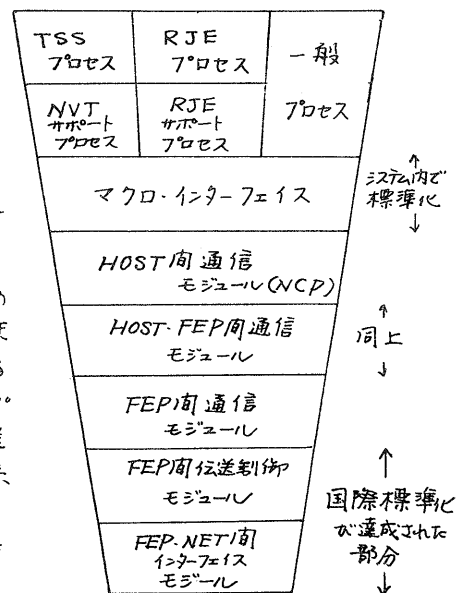 TSS
プロセス
RJE
プロセス
一般
プロセス
NVT
サポート
プロセス
RJE
サポート
プロセス
マクロ・インターフェイス
↑
システム内で
標準化
↓
HOST間通信
モジュール(NCP)
HOST-FEP間通信
モジュール
↑
同上
↓
FEP間通信
モジュール
FEP間伝送制御
モジュール
FEP-NET間
インターフェイス
モジール
↑
国際標準化
が達成された
部分
↓